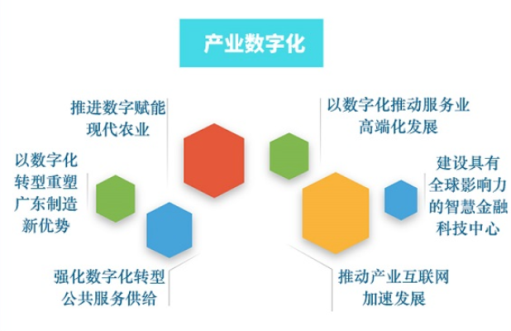 产业数字化
推进数字赋能
现代农业
以数字化推动服务业
高端化发展
以数字化
转型重塑
广东制造
新优势
建设具有
全球影响力
的智慧金融
科技中心
强化数字化转型
公共服务供给
推动产业互联网
加速发展